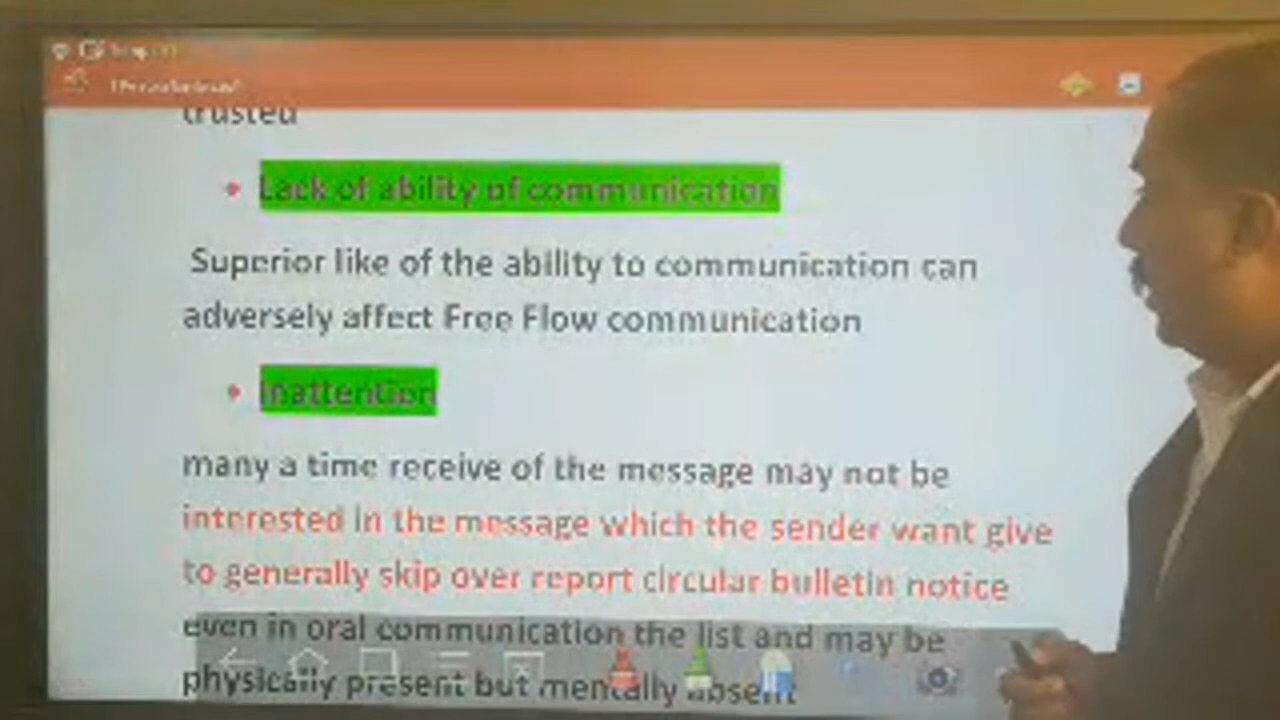 trusted
• Lack of ability of communication
Superior like of the ability to communication can
adversely affect Free Flow communication
• Inattention
many a time receive of the message may not be
interested in the message which the sender want give
to generally skip over report circular bulletin notice
even in oral communication the list and may be
physically present but mentally absent